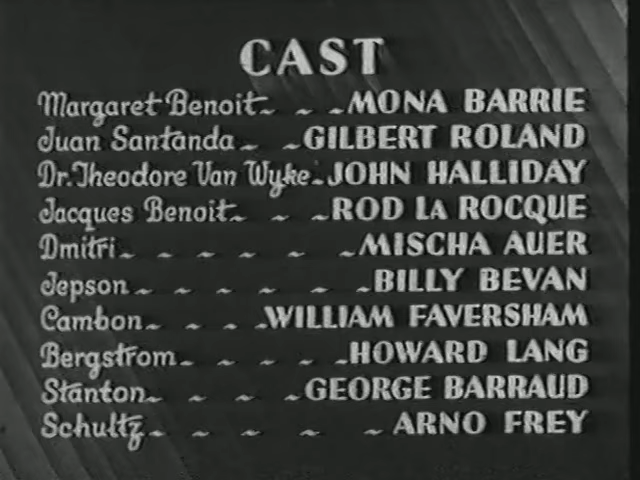 CAST
Margaret Benoit~ ~ ~MONA BARRIE
Juan Santanda~ ~GILBERT ROLAND
Dr. Theodore Van Wyke~JOHN HALLIDAY
Jacques Benoit~ ~ ~ROD LA ROCQUE
Dmitri~ ~ ~ ~ ~ ~MISCHA AUER
Jepson ~ ~ ~ ~ ~ ~BILLY BEVAN
Cambon~ ~ ~ ~WILLIAM FAVERSHAM
Bergstrom~ ~ ~ ~ ~HOWARD LANG
Stanton~ ~ ~ ~GEORGE BARRAUD
Schultz~ ~ ~ ~ ~ARNO FREY